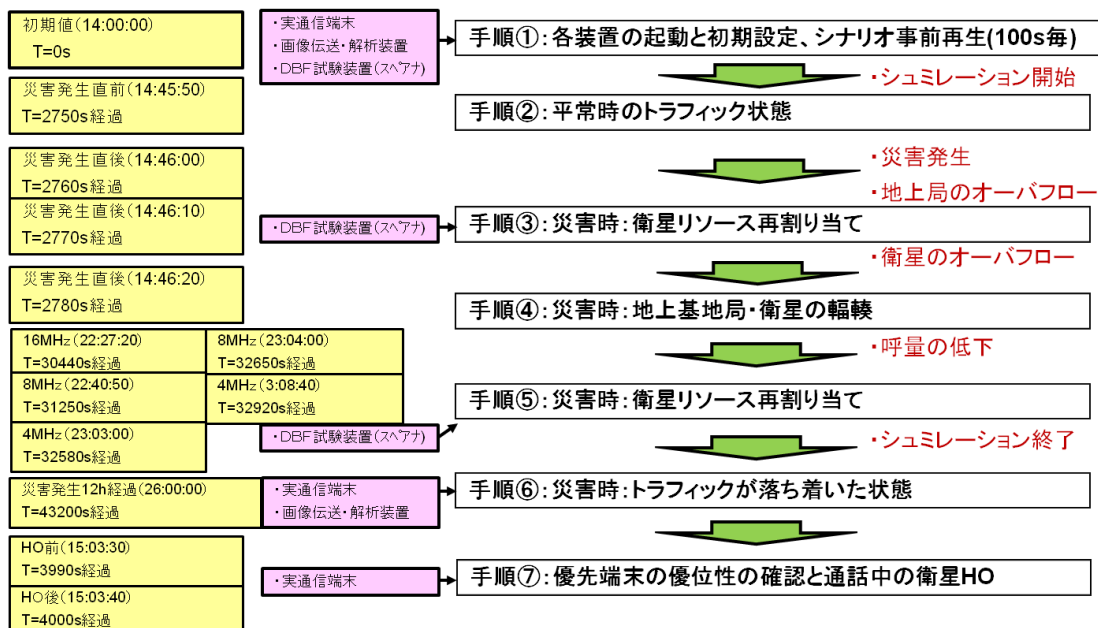 初期値(14:00:00)
T=0s
・実通信端末
・画像伝送・解析装置
・DBF試験装置(スペアナ)
手順①:各装置の起動と初期設定、シナリオ事前再生(100s毎)
・シュミレーション開始
災害発生直前(14:45:50)
T=2750s経過
手順②:平常時のトラフィック状態
災害発生直後(14:46:00)
T=2760s経過
・災害発生
・地上局のオーバフロー
災害発生直後(14:46:10)
T=2770s経過
・DBF試験装置(スペアナ)
手順③:災害時:衛星リソース再割り当て
・衛星のオーバフロー
災害発生直後(14:46:20)
T=2780s経過
手順④:災害時:地上基地局・衛星の輻輳
・呼量の低下
16MHz(22:27:20)
T=30440s経過
8MHz(23:04:00)
T=32650s経過
8MHz(22:40:50)
T=31250s経過
4MHz(3:08:40)
T=32920s経過
4MHz(23:03:00)
T=32580s経過
・DBF試験装置(スペアナ)
手順⑤:災害時:衛星リソース再割り当て
・シュミレーション終了
災害発生12h経過(26:00:00)
T=43200s経過
・実通信端末
・画像伝送・解析装置
手順⑥:災害時:トラフィックが落ち着いた状態
HO前(15:03:30)
T=3990s経過
HO後(15:03:40)
T=4000s経過
・実通信端末
手順⑦:優先端末の優位性の確認と通話中の衛星HO